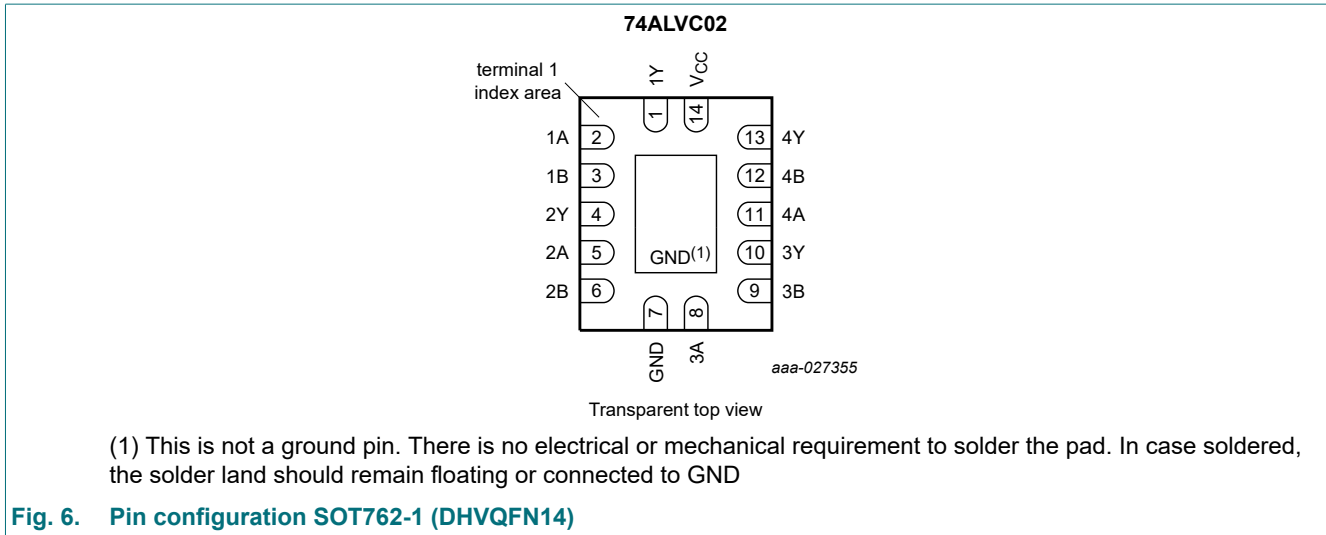 74ALVC02
terminal 1
index area
1Y
VCC
1
14
1A 2
13 4Y
1B 3
12 4B
2Y 4
11 4A
2A 5
GND(1)
10 3Y
2B 6
9 3B
7
8
GND
3A
aaa-027355
Transparent top view
(1) This is not a ground pin. There is no electrical or mechanical requirement to solder the pad. In case soldered,
the solder land should remain floating or connected to GND
Fig. 6. Pin configuration SOT762-1 (DHVQFN14)